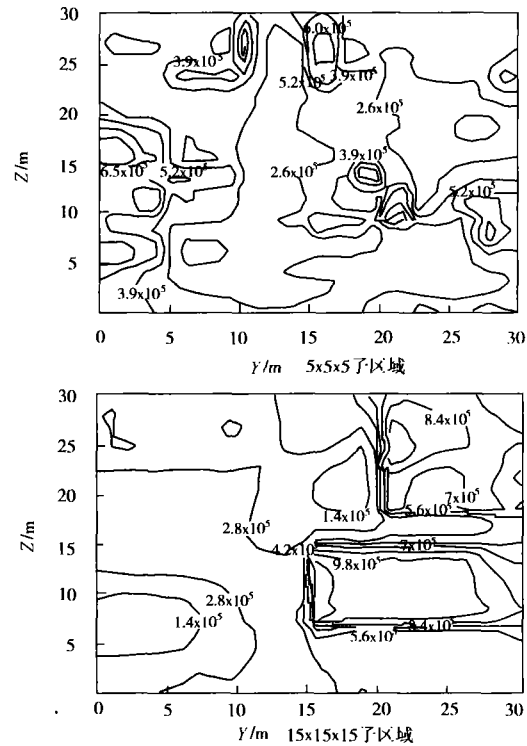 30
6.0x10⁵
3.9x10⁵
3.9x10⁵
25
5.2x10⁵
20
2.6x10⁵
Z/m
15
6.5x10⁵
5.2x10⁵
2.6x10⁵
3.9x10⁵
10
5.2x10⁵
5
3.9x10⁵
0 5 10 15 20 25 30
Y/m 5x5x5了区域
30
8.4x10⁵
25
20
7x10⁵
1.4x10⁵
5.6x10⁵
2.8x10⁵
Z/m
15
4.2x10
7x10⁵
9.8x10⁵
10
2.8x10⁵
1.4x10⁵
8.4x10⁵
5
5.6x10⁵
0 5 10 15 20 25 30
Y/m 15x15x15了区域